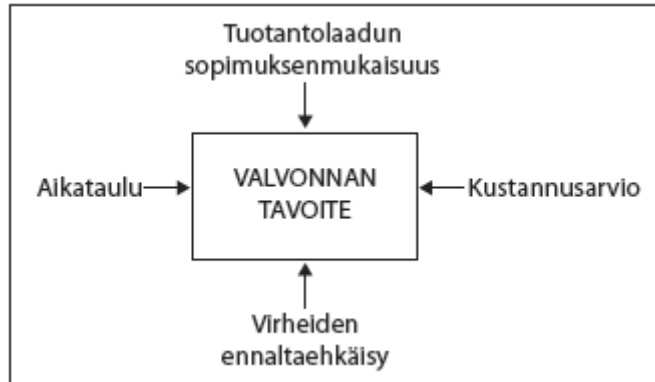 Tuotantolaadun
sopimuksenmukaisuus
Aikataulu
VALVONNAN
TAVOITE
Kustannusarvio
Virheiden
ennaltaehkäisy